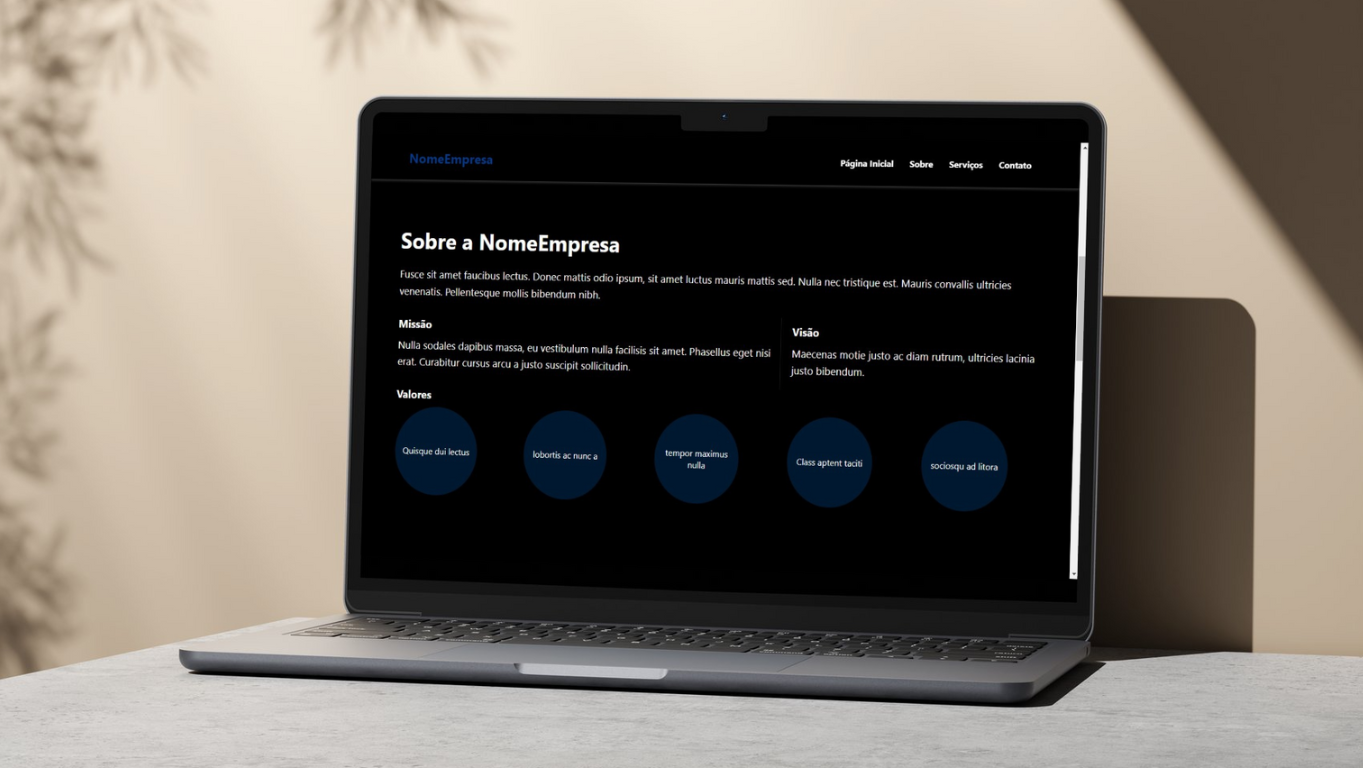 NomeEmpresa
Página Inicial Sobre Serviços Contato
Sobre a NomeEmpresa
Fusce sit amet faucibus lectus. Donec mattis odio ipsum, sit amet luctus mauris mattis sed. Nulla nec tristique est. Mauris convallis ultricies
venenatis. Pellentesque mollis bibendum nibh.
Missão
Nulla sodales dapibus massa, eu vestibulum nulla facilisis sit amet. Phasellus eget nisi
erat. Curabitur cursus arcu a justo suscipit sollicitudin.
Visão
Maecenas motie justo ac diam rutrum, ultricies lacinia
justo bibendum.
Valores
Quisque dui lectus
lobortis ac nunc a
tempor maximus
nulla
Class aptent taciti
sociosqu ad litora